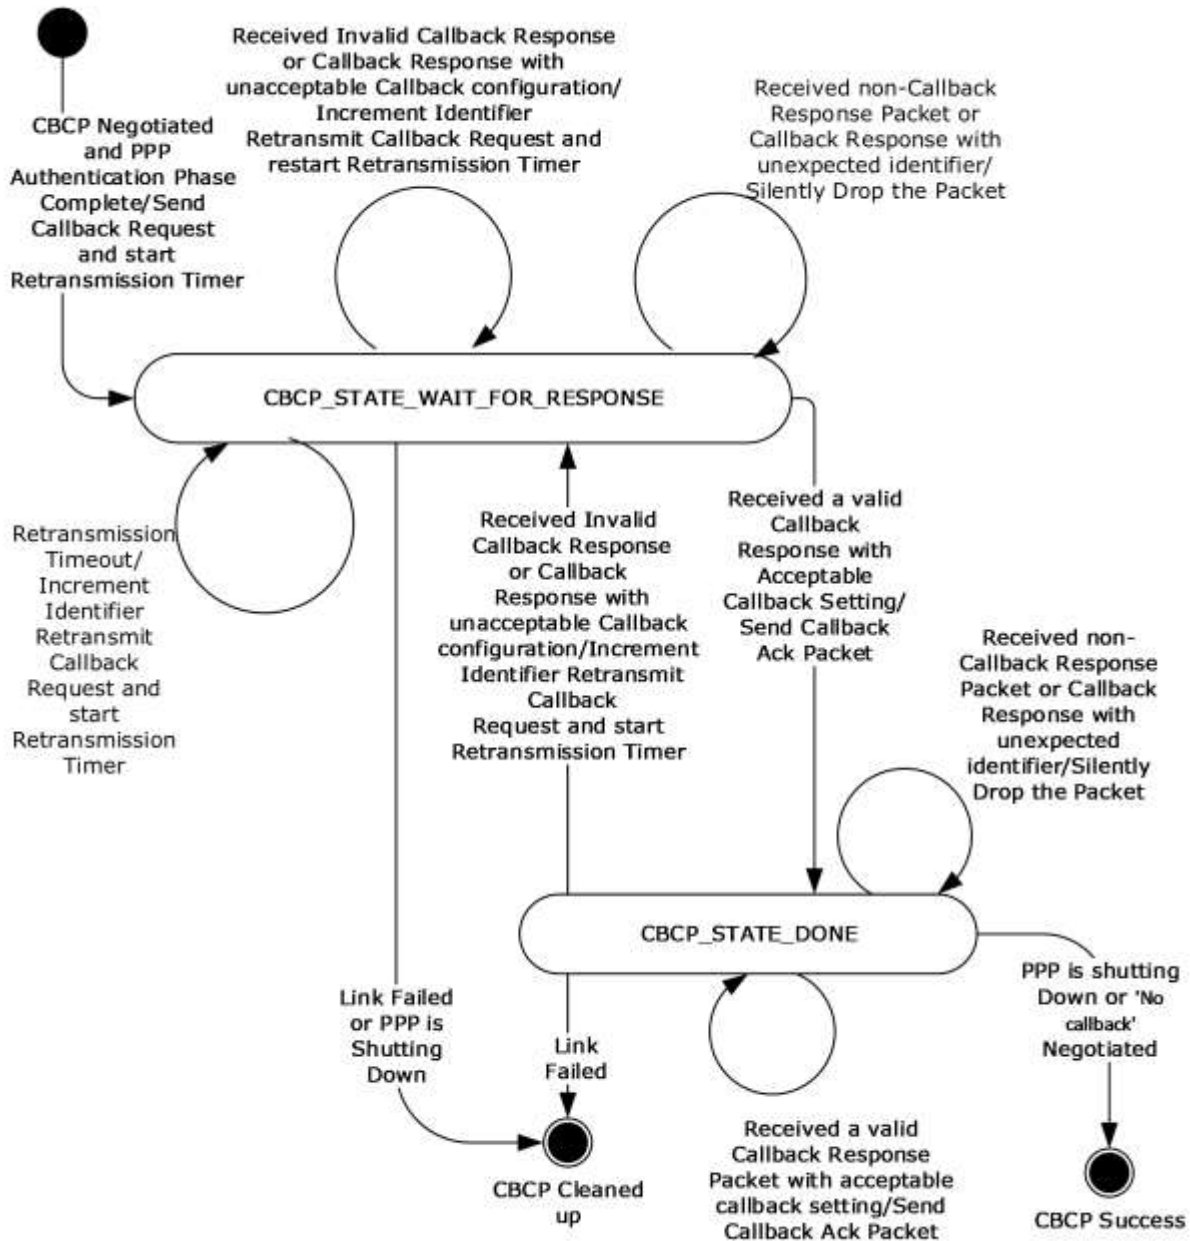 Received Invalid Callback Response
or Callback Response with
unacceptable Callback configuration/
Increment Identifier
Retransmit Callback Request and
restart Retransmission Timer
Received non-Callback
Response Packet or
Callback Response with
unexpected identifier/
Silently Drop the Packet
CBCP Negotiated
and PPP
Authentication Phase
Complete/Send
Callback Request
and start
Retransmission Timer
CBCP_STATE_WAIT_FOR_RESPONSE
Retransmission
Timeout/
Increment
Identifier
Retransmit
Callback
Request and
start
Retransmission
Timer
Received Invalid
Callback Response
or Callback
Response with
unacceptable Callback
configuration/Increment
Identifier Retransmit
Callback
Request and start
Retransmission Timer
Received a valid
Callback
Response with
Acceptable
Callback Setting/
Send Callback
Ack Packet
Received non-
Callback Response
Packet or Callback
Response with
unexpected
identifier/Silently
Drop the Packet
CBCP_STATE_DONE
Link Failed
or PPP is
Shutting
Down
Link
Failed
PPP is shutting
Down or 'No
callback'
Negotiated
CBCP Cleaned
up
Received a valid
Callback Response
Packet with acceptable
callback setting/Send
Callback Ack Packet
CBCP Success